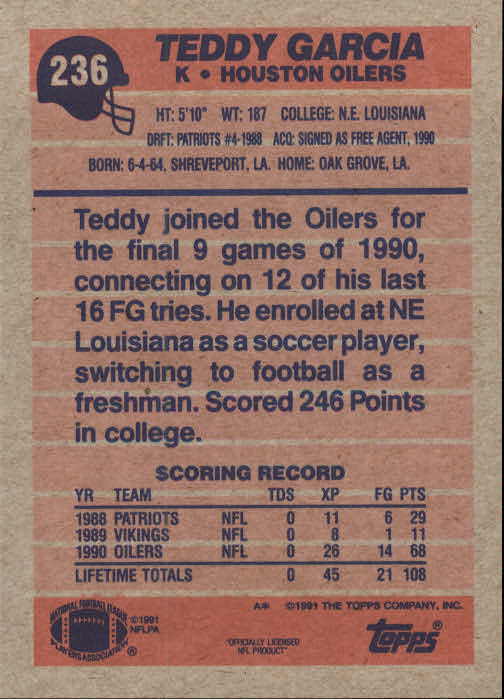 236
TEDDY GARCIA
K • HOUSTON OILERS
HT: 5'10" WT: 187 COLLEGE: N.E. LOUISIANA
DRFT: PATRIOTS #4-1988 ACQ: SIGNED AS FREE AGENT, 1990
BORN: 6-4-64, SHREVEPORT, LA. HOME: OAK GROVE, LA.
Teddy joined the Oilers for
the final 9 games of 1990,
connecting on 12 of his last
16 FG tries. He enrolled at NE
Louisiana as a soccer player,
switching to football as a
freshman. Scored 246 Points
in college.
SCORING RECORD
YR TEAM TDS XP FG PTS
1988 PATRIOTS NFL 0 11 6 29
1989 VIKINGS NFL 0 8 1 11
1990 OILERS NFL 0 26 14 68
LIFETIME TOTALS 0 45 21 108
A* ©1991 THE TOPPS COMPANY, INC.
NATIONAL FOOTBALL LEAGUE
PLAYERS ASSOCIATION
®
©1991
NFLPA
"OFFICIALLY LICENSED
NFL PRODUCT"
TOPPS®